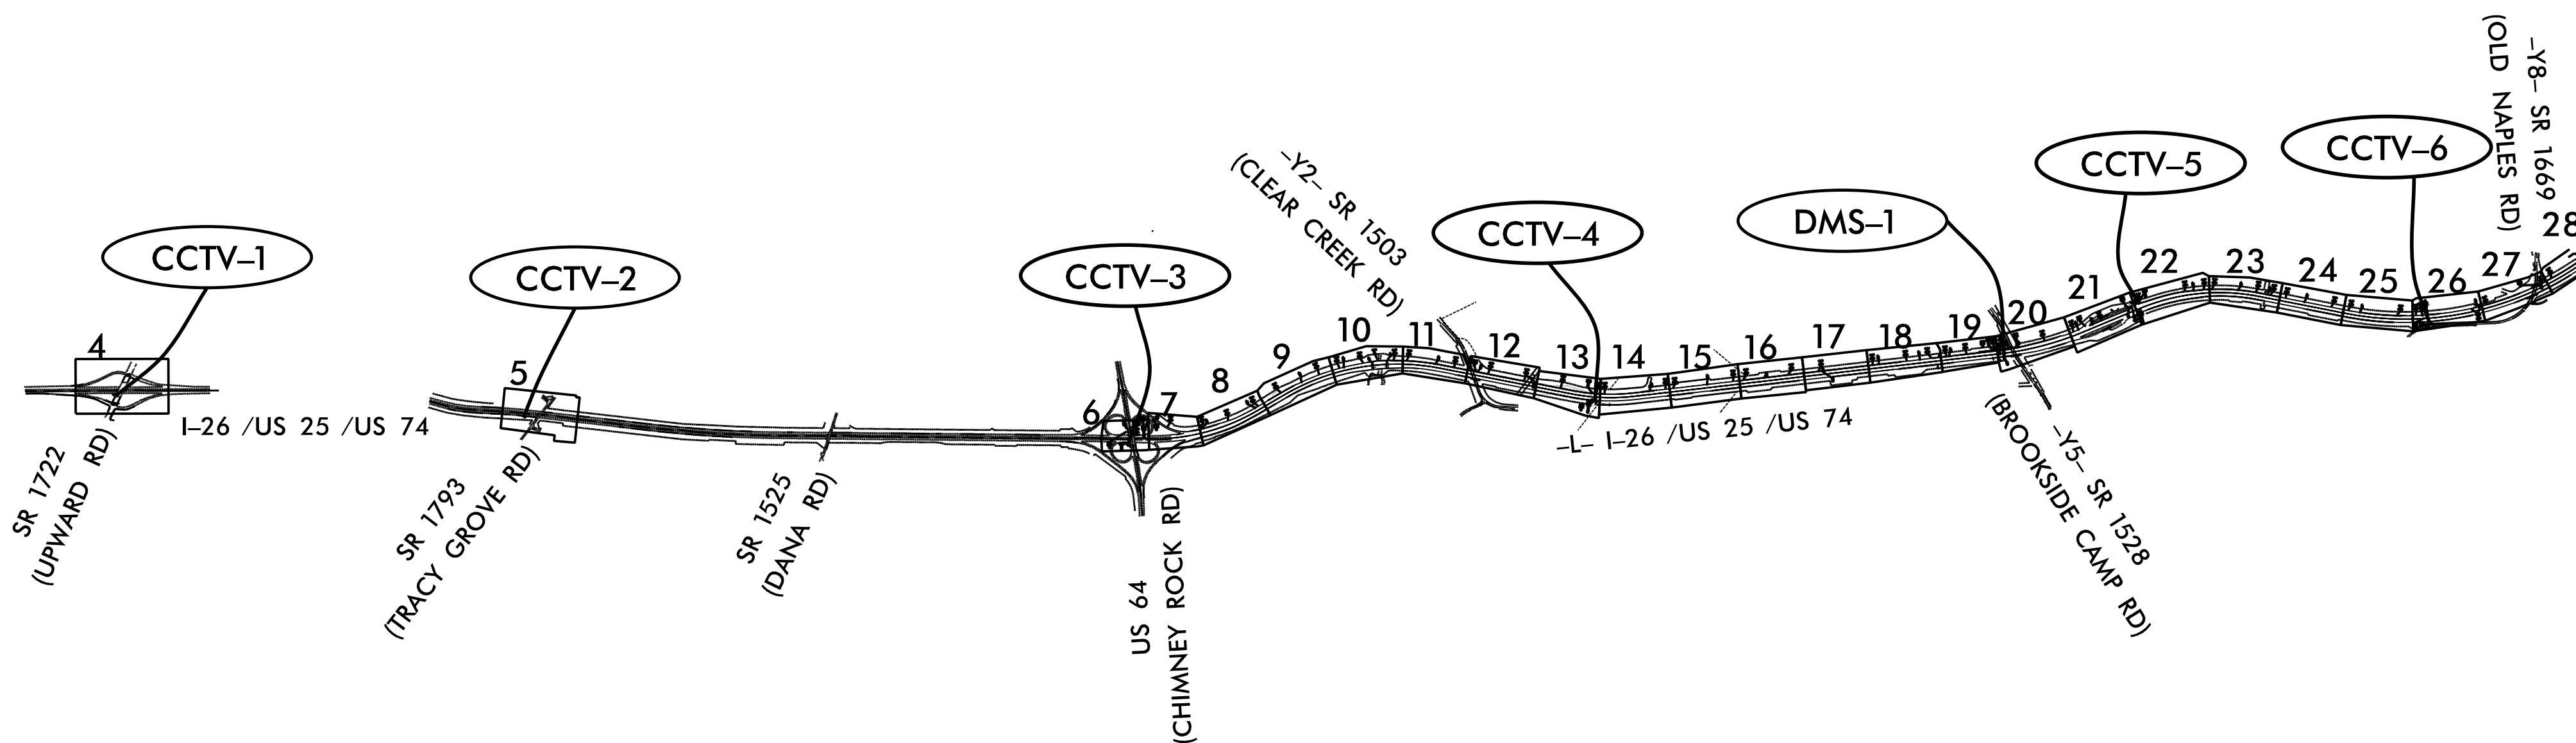 CCTV–1
4
I–26 /US 25 /US 74
SR 1722
(UPWARD RD)
CCTV–2
5
SR 1793
(TRACY GROVE RD)
SR 1525
(DANA RD)
CCTV–3
6
7
US 64
(CHIMNEY ROCK RD)
8
9
10
11
–Y2– SR 1503
(CLEAR CREEK RD)
12
CCTV–4
13
14
15
16
17
18
19
–L– I–26 /US 25 /US 74
DMS–1
20
–Y5– SR 1528
(BROOKSIDE CAMP RD)
21
CCTV–5
22
23
24
25
CCTV–6
26
27
–Y8– SR 1669
(OLD NAPLES RD)
28